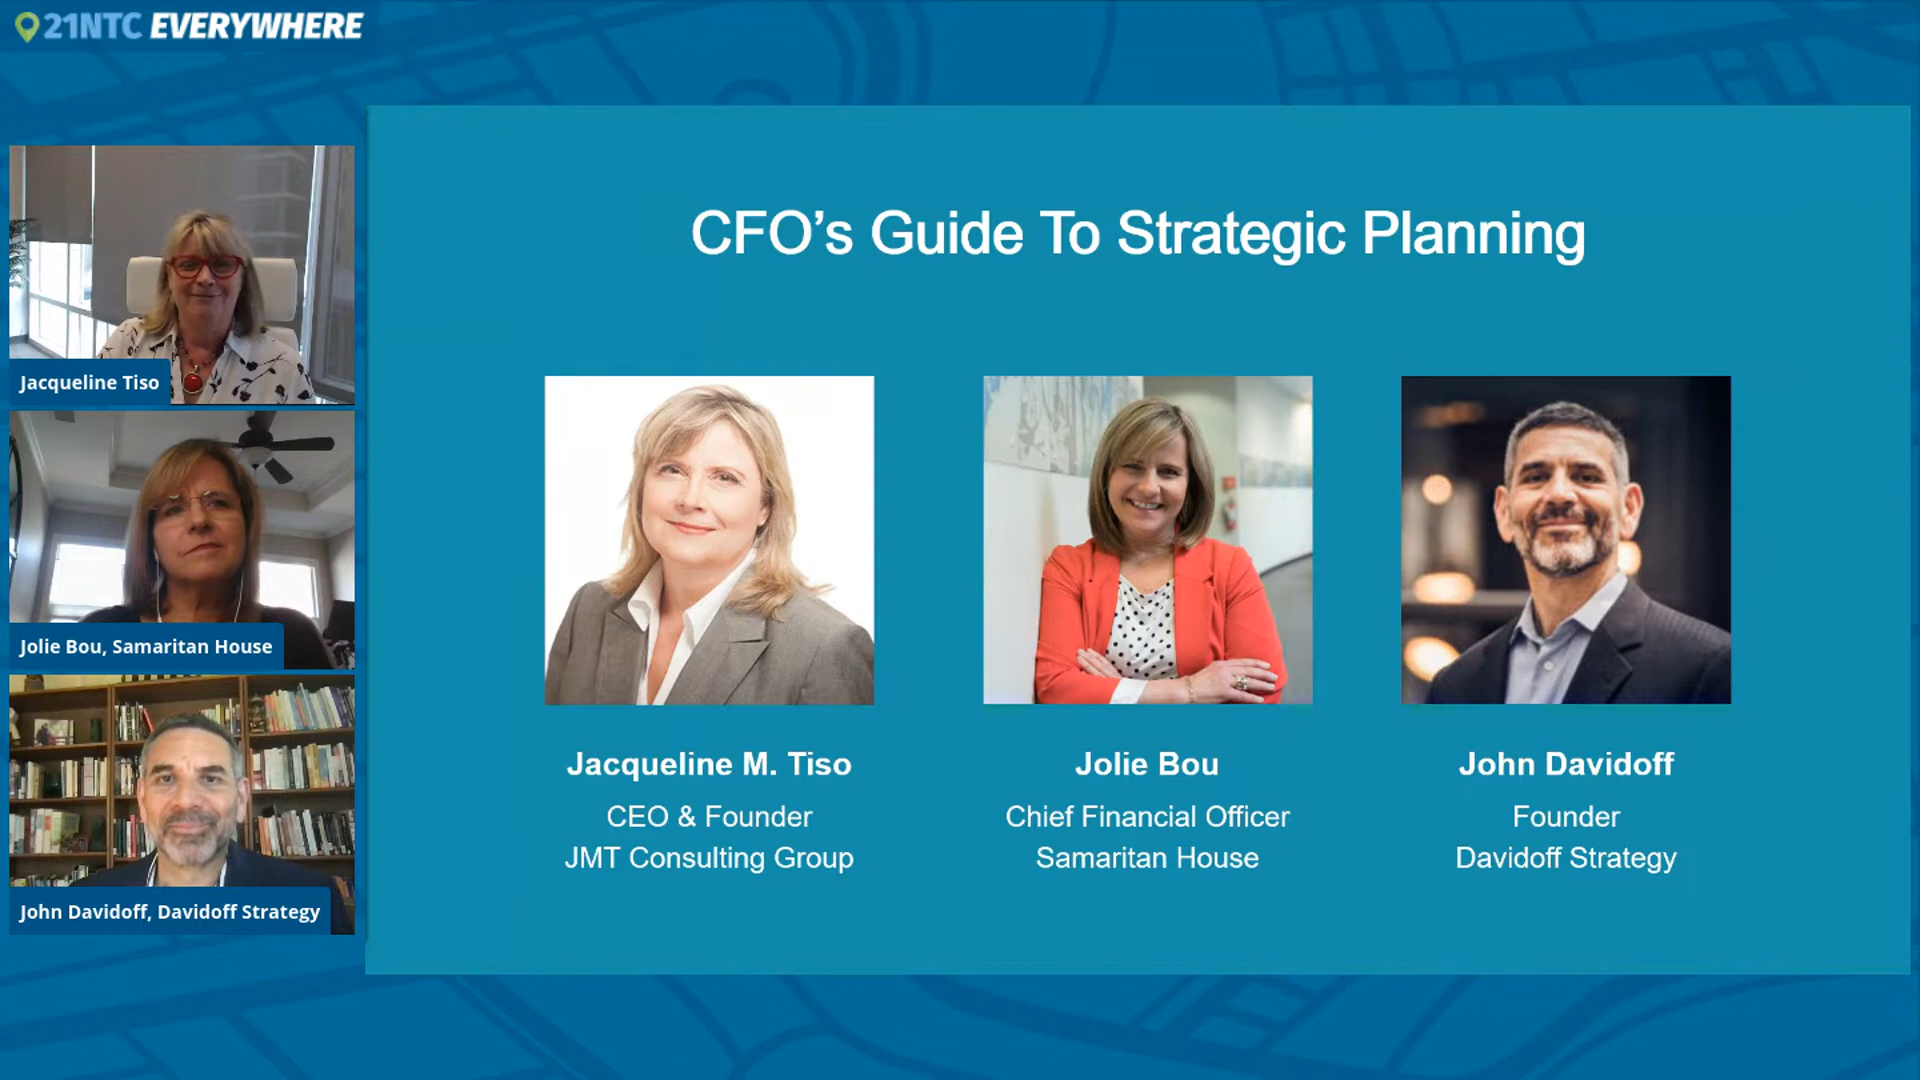 21NTC EVERYWHERE
Jacqueline Tiso
Jolie Bou, Samaritan House
John Davidoff, Davidoff Strategy
CFO’s Guide To Strategic Planning
Jacqueline M. Tiso
CEO & Founder
JMT Consulting Group
Jolie Bou
Chief Financial Officer
Samaritan House
John Davidoff
Founder
Davidoff Strategy